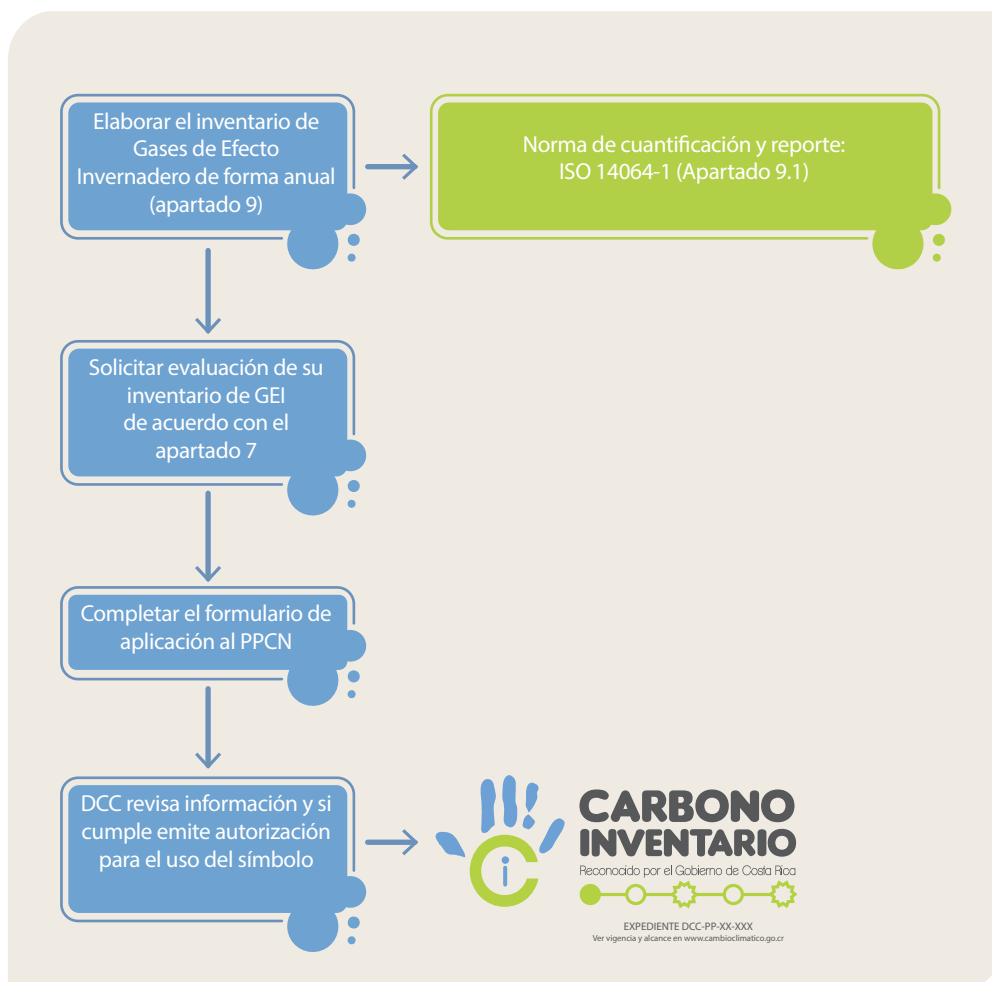 Elaborar el inventario de
Gases de Efecto
Invernadero de forma anual
(apartado 9)
Norma de cuantificación y reporte:
ISO 14064-1 (Apartado 9.1)
Solicitar evaluación de su
inventario de GEI
de acuerdo con el
apartado 7
Completar el formulario de
aplicación al PPCN
DCC revisa información y si
cumple emite autorización
para el uso del símbolo
Ci
CARBONO
INVENTARIO
Reconocido por el Gobierno de Costa Rica
EXPEDIENTE DCC-PP-XX-XXX
Ver vigencia y alcance en www.cambioclimatico.go.cr